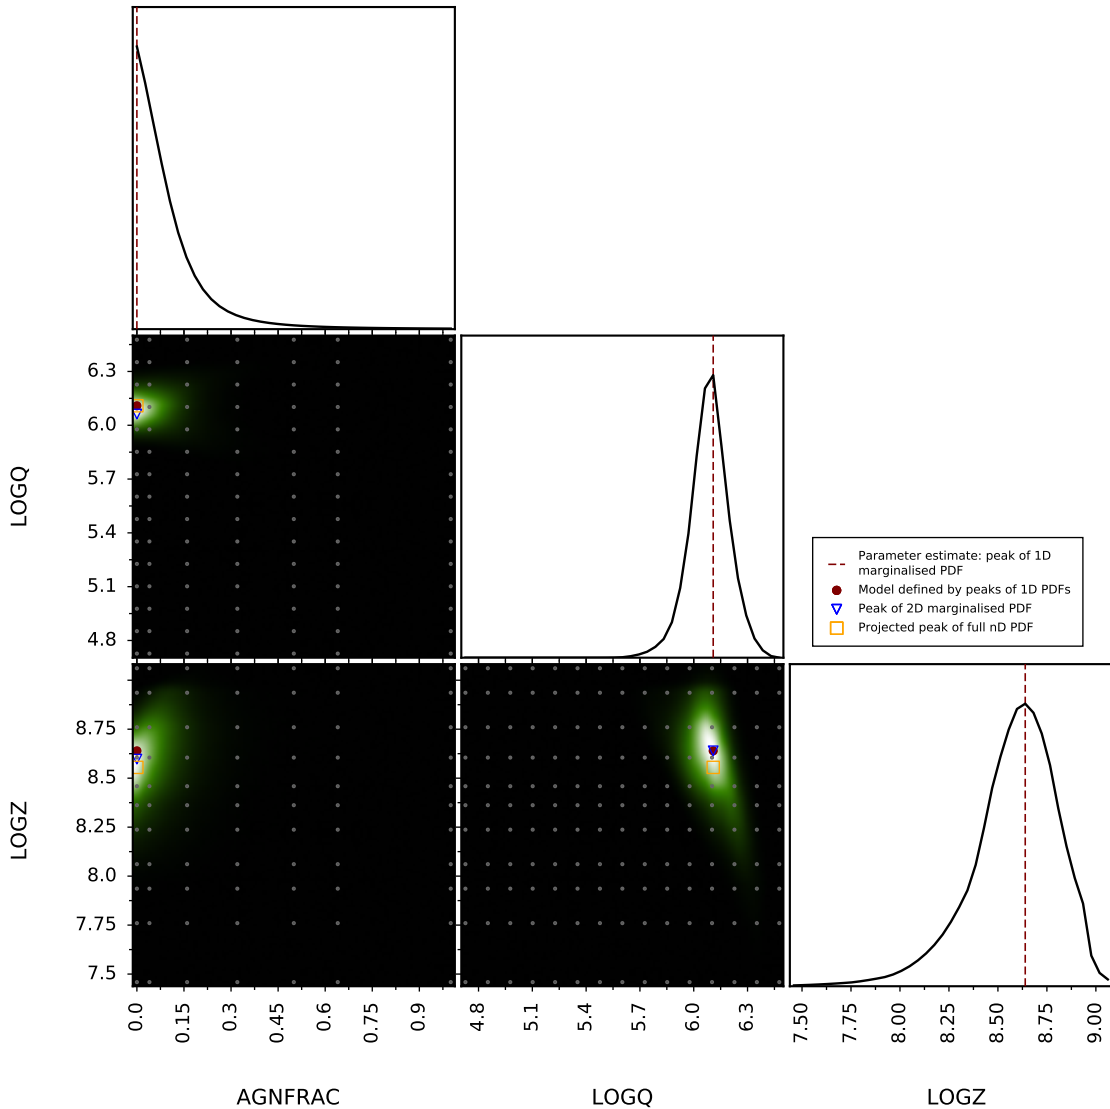 6.3
6.0
5.7
5.4
5.1
4.8
LOGQ
Parameter estimate: peak of 1D
marginalised PDF
Model defined by peaks of 1D PDFs
Peak of 2D marginalised PDF
Projected peak of full nD PDF
8.75
8.5
8.25
8.0
7.75
7.5
LOGZ
0.0 0.15 0.3 0.45 0.6 0.75 0.9
4.8 5.1 5.4 5.7 6.0 6.3
7.50 7.75 8.00 8.25 8.50 8.75 9.00
AGNFRAC LOGQ LOGZ